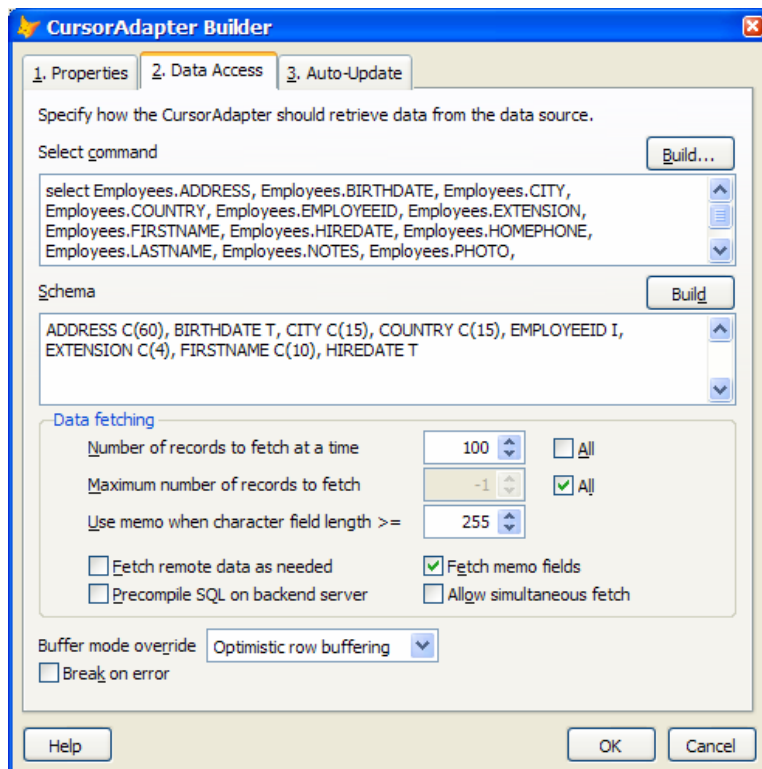 CursorAdapter Builder
1. Properties
2. Data Access
3. Auto-Update
Specify how the CursorAdapter should retrieve data from the data source.
Select command
Build...
select Employees.ADDRESS, Employees.BIRTHDATE, Employees.CITY,
Employees.COUNTRY, Employees.EMPLOYEEID, Employees.EXTENSION,
Employees.FIRSTNAME, Employees.HIREDATE, Employees.HOMEPHONE,
Employees.LASTNAME, Employees.NOTES, Employees.PHOTO,
Schema
Build
ADDRESS C(60), BIRTHDATE T, CITY C(15), COUNTRY C(15), EMPLOYEEID I,
EXTENSION C(4), FIRSTNAME C(10), HIREDATE T
Data fetching
Number of records to fetch at a time 100 All
Maximum number of records to fetch -1 All
Use memo when character field length >= 255
Fetch remote data as needed
Fetch memo fields
Precompile SQL on backend server
Allow simultaneous fetch
Buffer mode override Optimistic row buffering
Break on error
Help
OK
Cancel